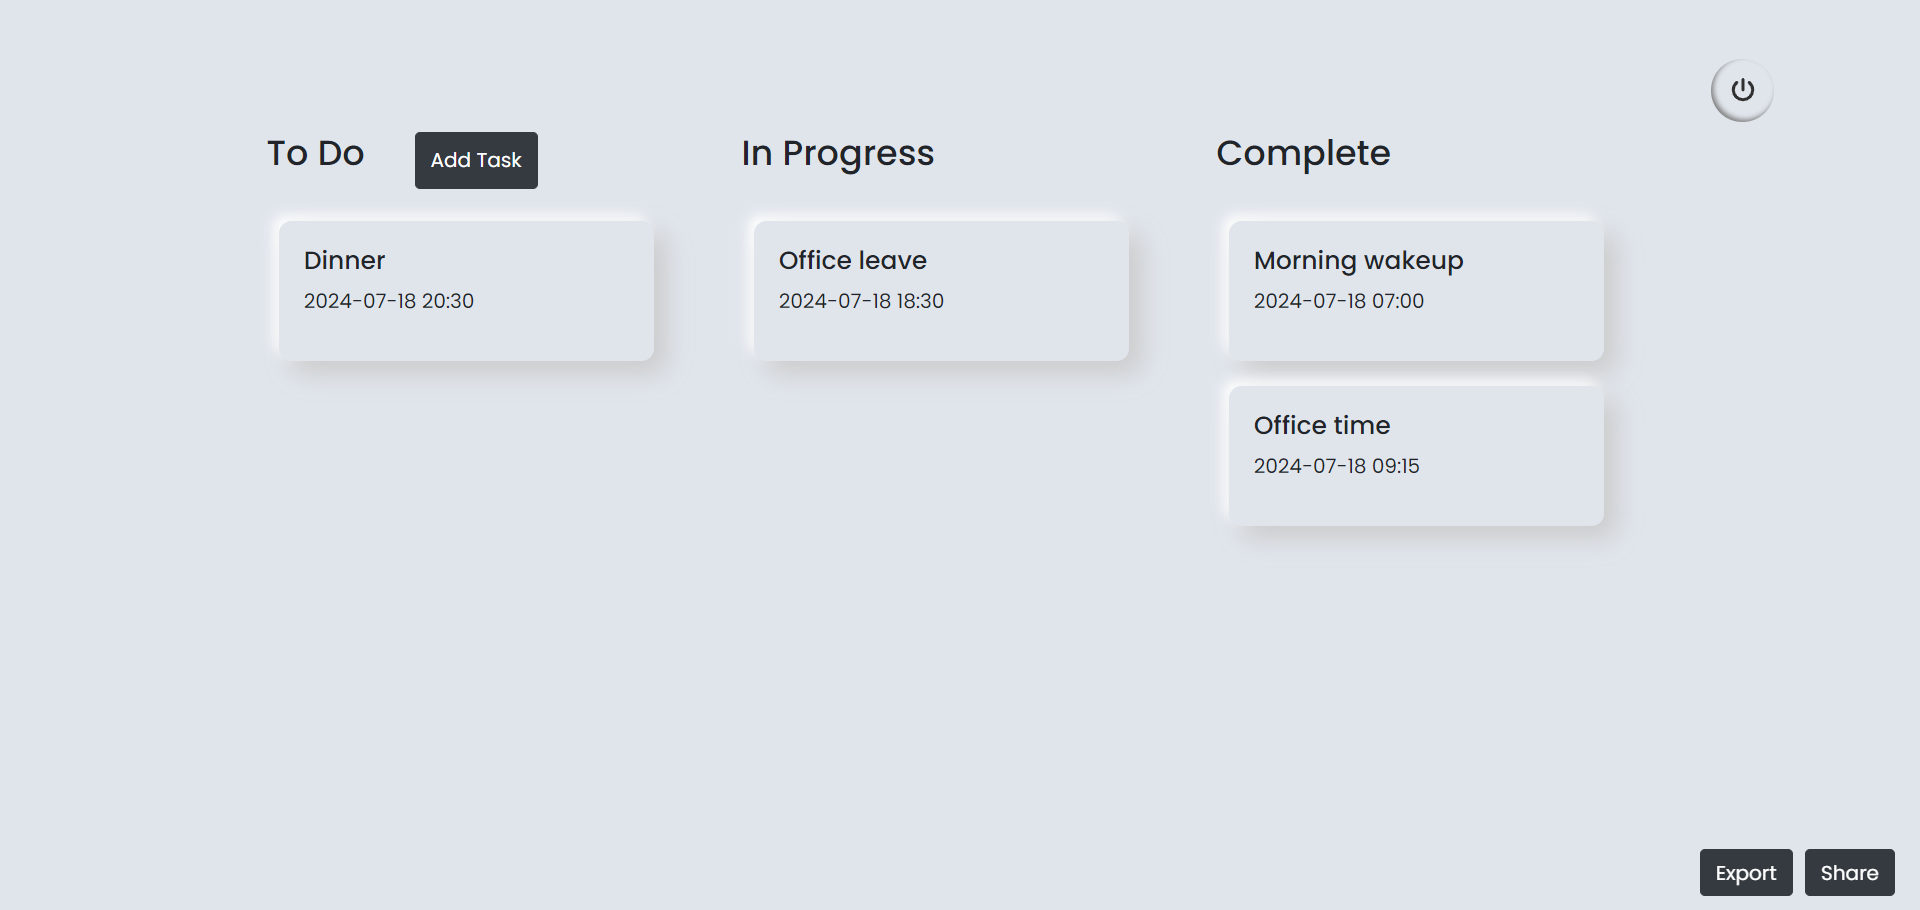 To Do
Add Task
Dinner
2024-07-18 20:30
In Progress
Office leave
2024-07-18 18:30
Complete
Morning wakeup
2024-07-18 07:00
Office time
2024-07-18 09:15
Export
Share